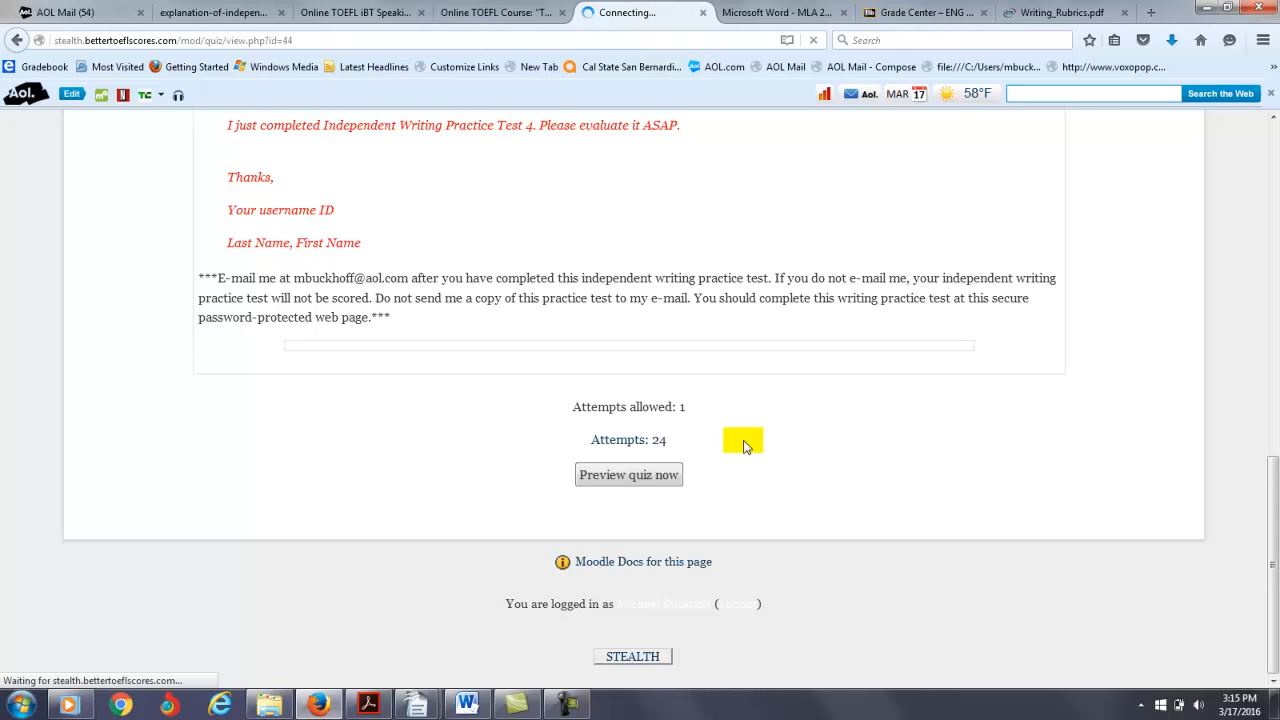 AOL Mail (54)
explanation-of-indepen...
Online TOEFL iBT Speaki...
Online TOEFL Course: "T...
Connecting...
Microsoft Word - MLA 2...
Grade Center – ENG ...
Writing_Rubrics.pdf
stealth.bettertoeflscores.com/mod/quiz/view.php?id=44
Search
Gradebook
Most Visited
Getting Started
Windows Media
Latest Headlines
Customize Links
New Tab
Cal State San Bernardi...
AOL.com
AOL Mail
AOL Mail - Compose
file:///C:/Users/mbuck...
http://www.voxopop.c...
Aol.
Edit
TC
Aol.
MAR 17
58°F
Search the Web
I just completed Independent Writing Practice Test 4. Please evaluate it ASAP.
Thanks,
Your username ID
Last Name, First Name
***E-mail me at mbuckhoff@aol.com after you have completed this independent writing practice test. If you do not e-mail me, your independent writing
practice test will not be scored. Do not send me a copy of this practice test to my e-mail. You should complete this writing practice test at this secure
password-protected web page.***
Attempts allowed: 1
Attempts: 24
Preview quiz now
Moodle Docs for this page
You are logged in as
STEALTH
Waiting for stealth.bettertoeflscores.com...
3:15 PM
3/17/2016